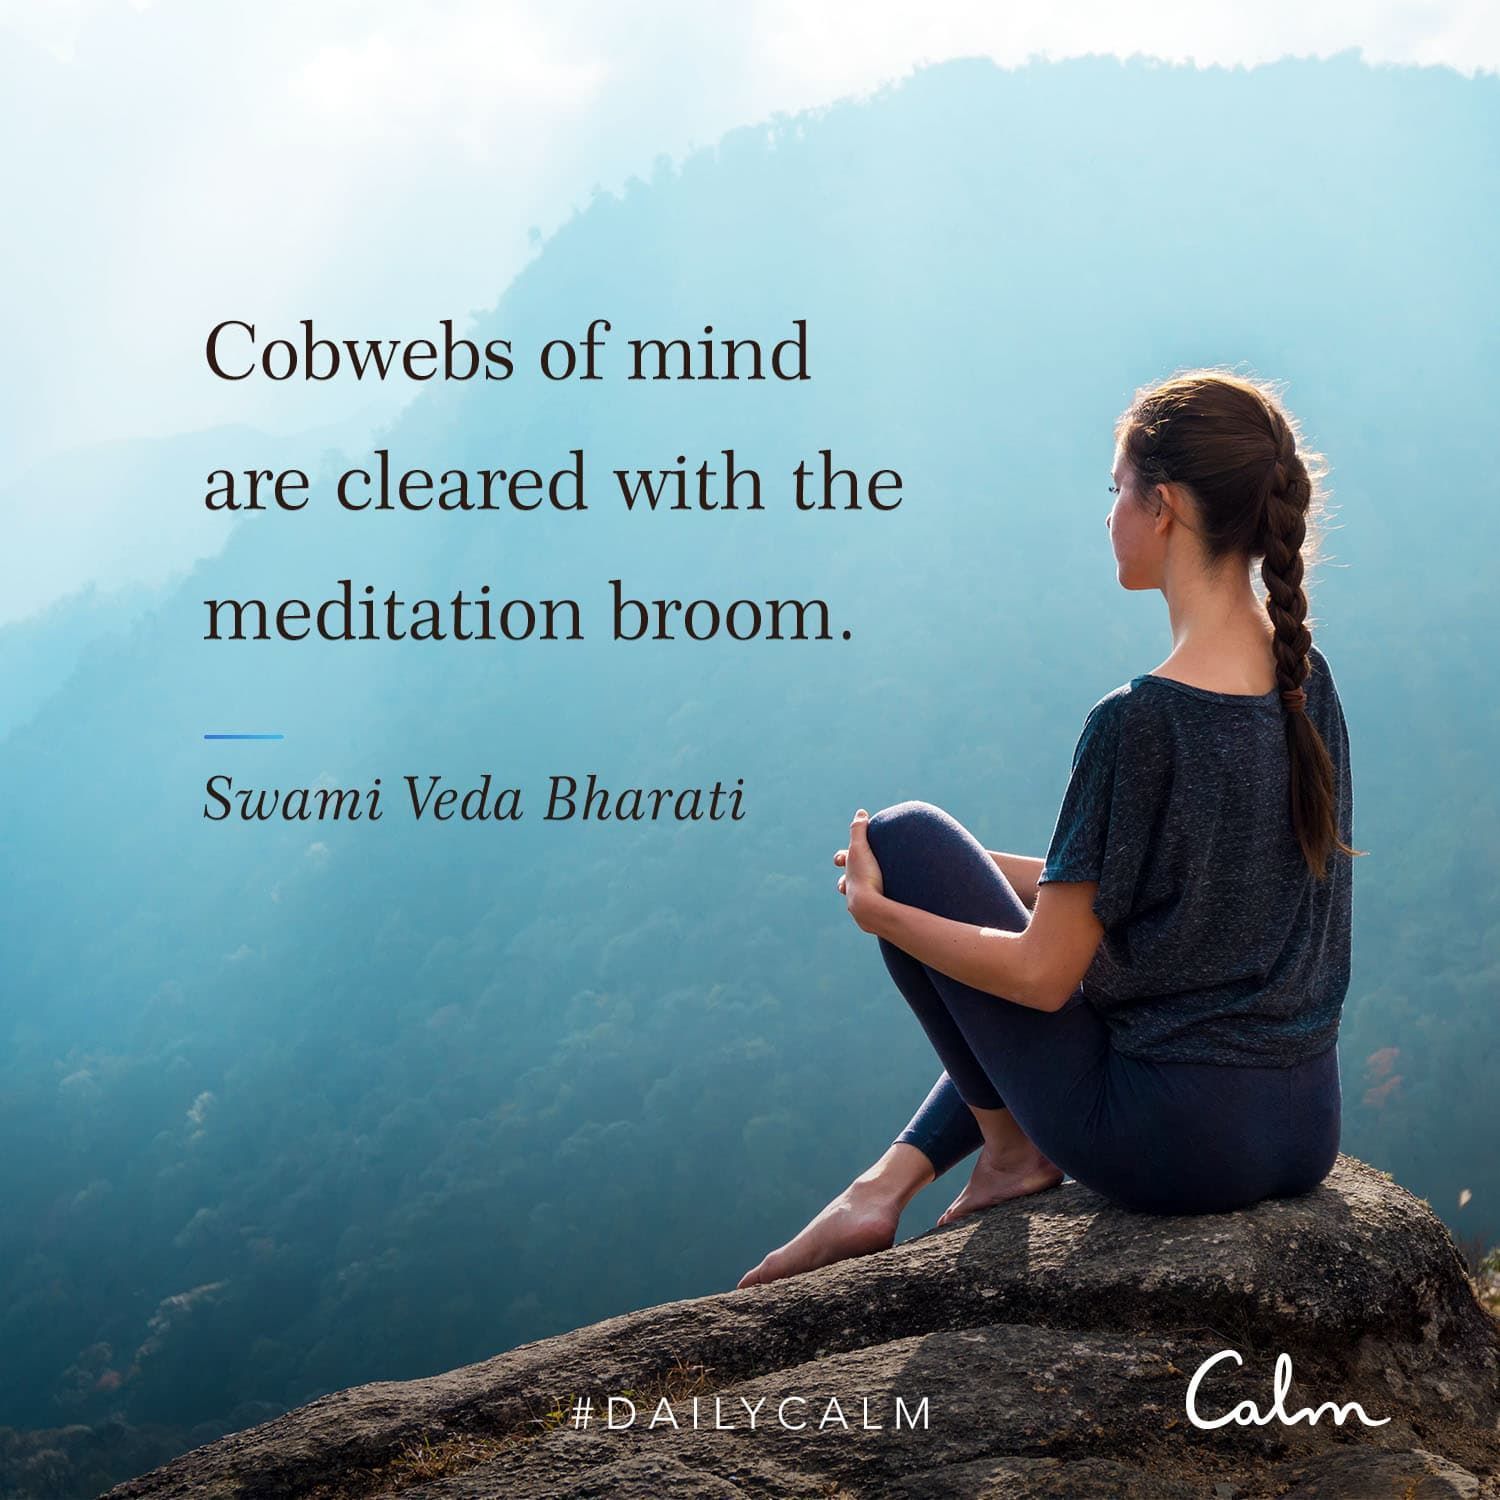 Cobwebs of mind
are cleared with the
meditation broom.
Swami Veda Bharati
#DAILYCALM
Calm